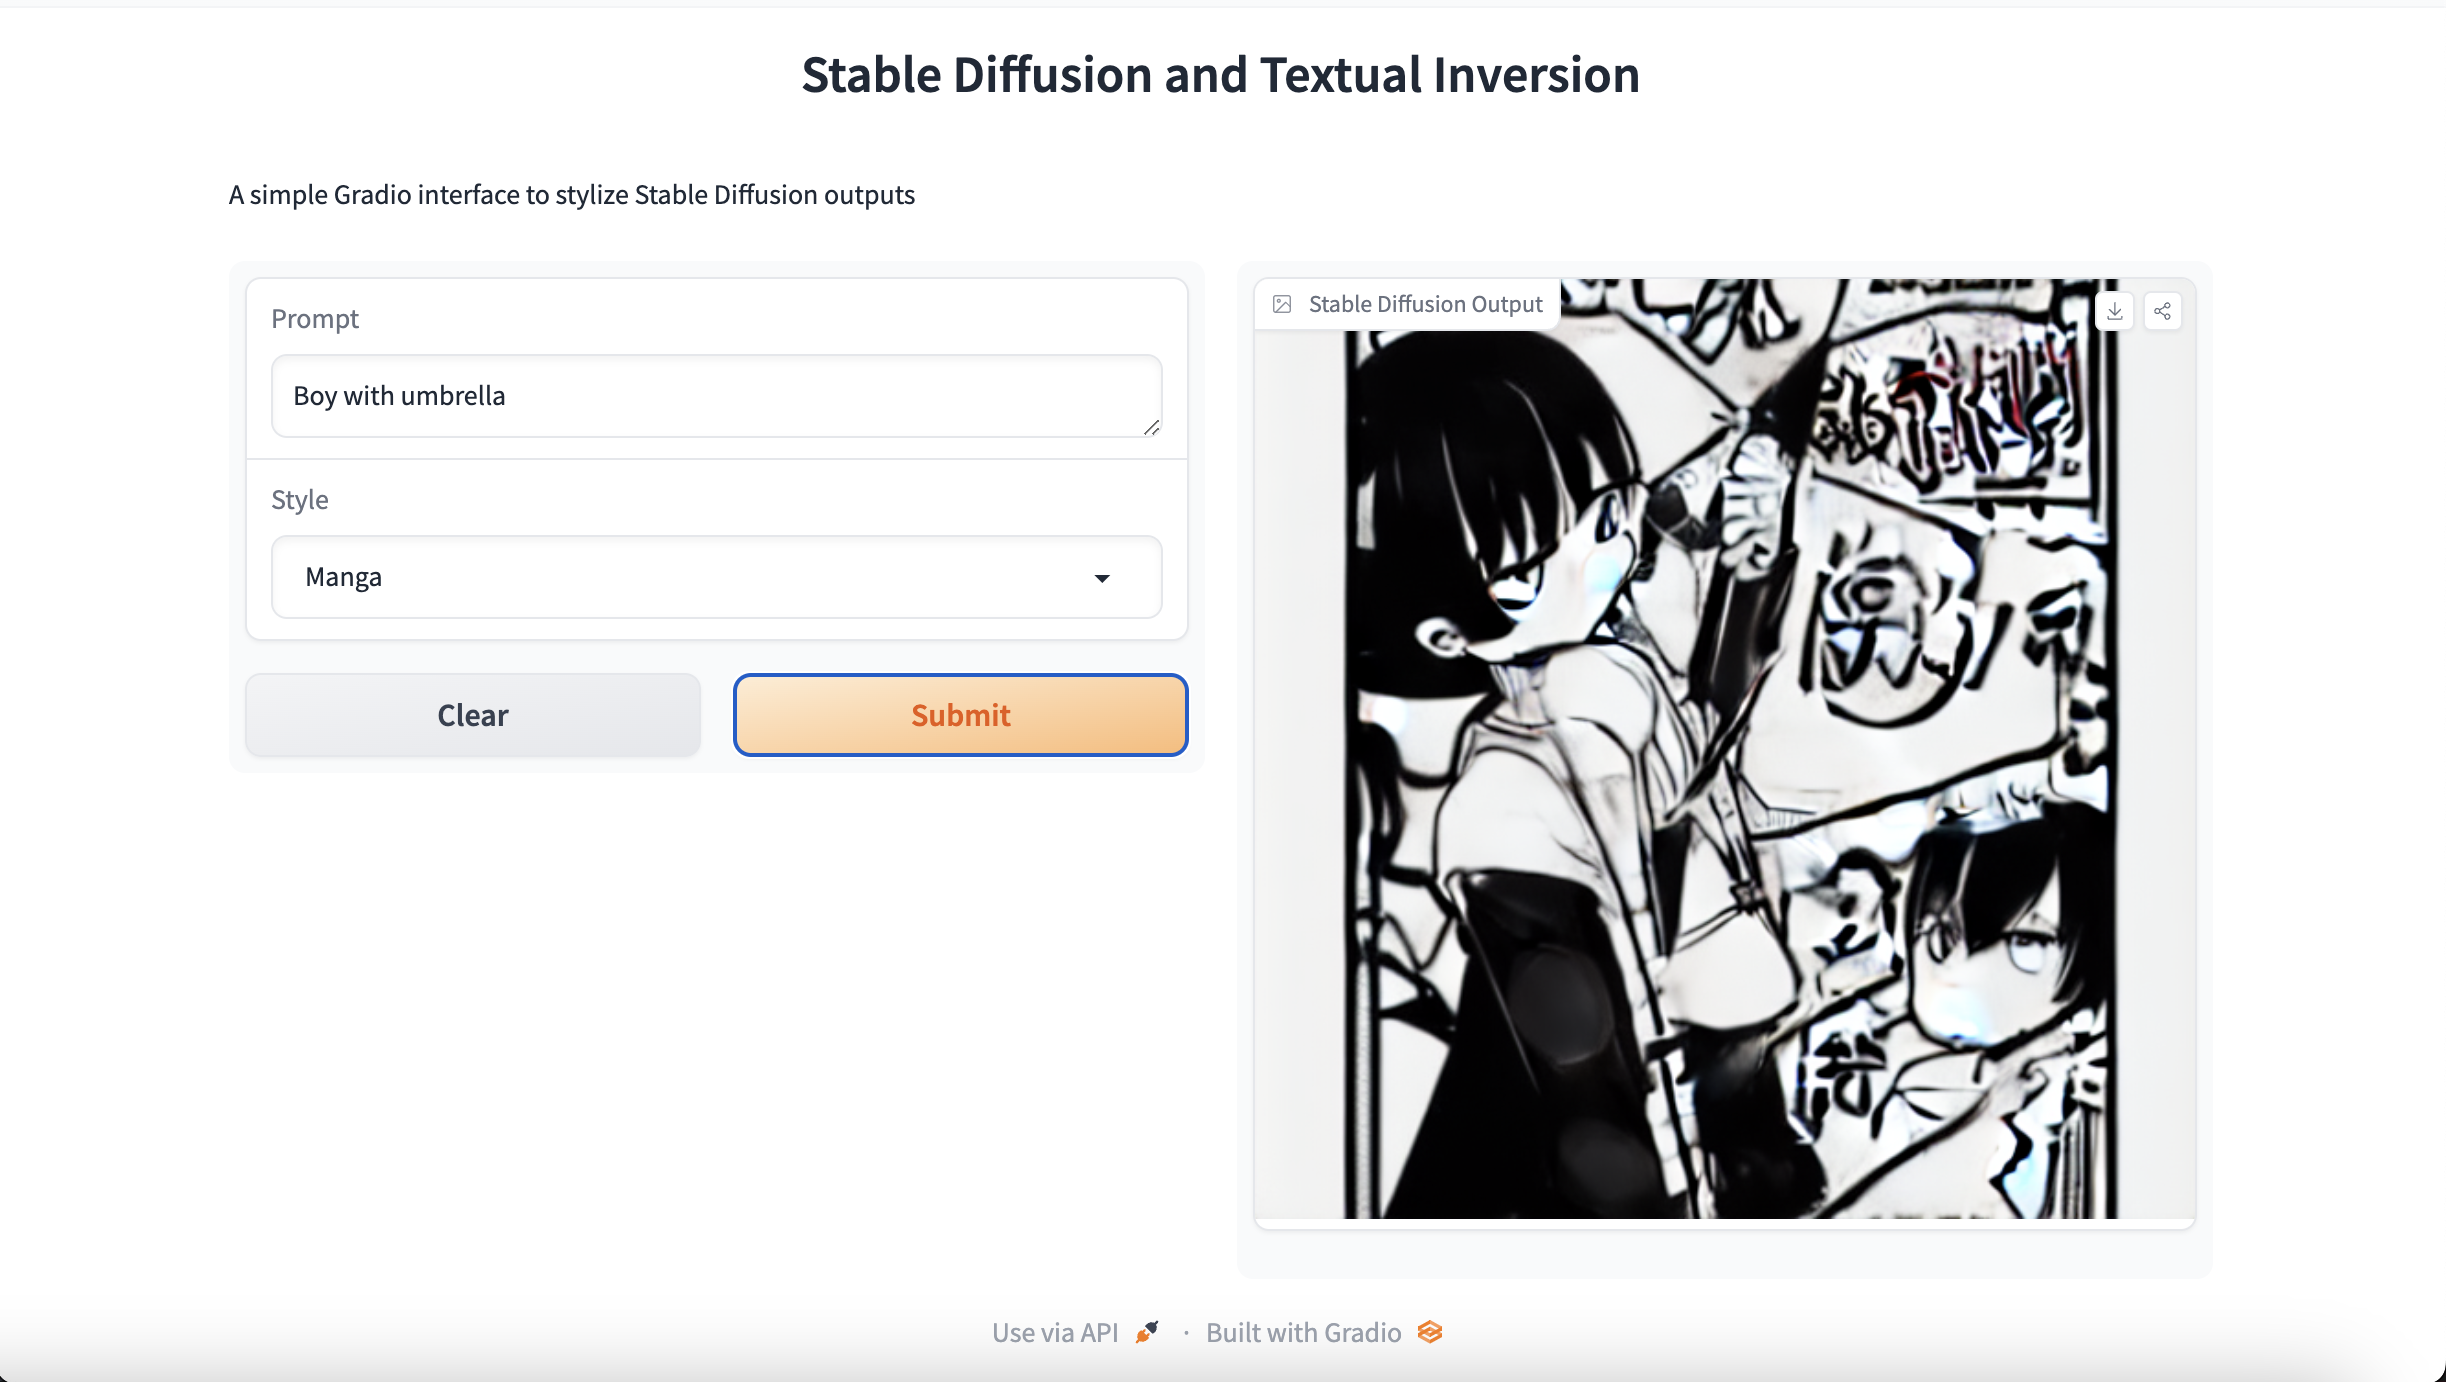 Stable Diffusion and Textual Inversion
A simple Gradio interface to stylize Stable Diffusion outputs
Prompt
Boy with umbrella
Style
Manga
Clear
Submit
Stable Diffusion Output
Use via API · Built with Gradio